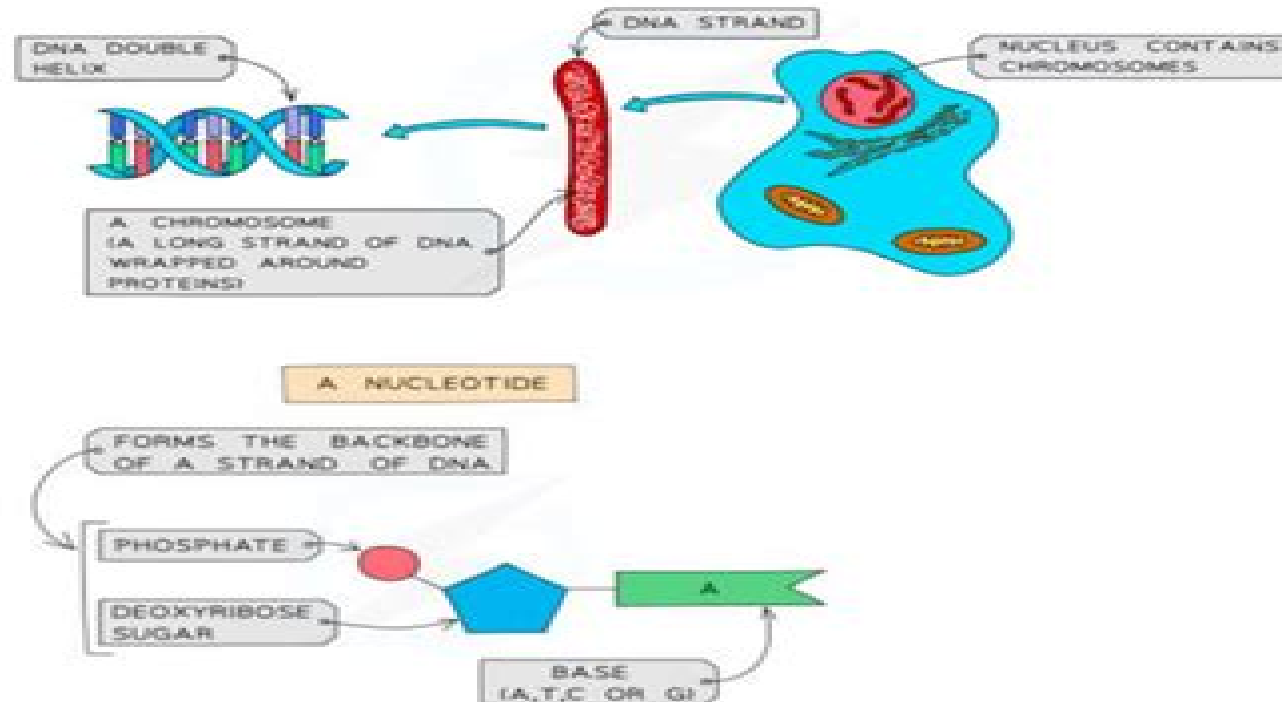 DNA STRAND
DNA DOUBLE
HELIX
NUCLEUS CONTAINS
CHROMOSOMES
A CHROMOSOME
(A LONG STRAND OF DNA
WRAPPED AROUND
PROTEINS)
A NUCLEOTIDE
FORMS THE BACKBONE
OF A STRAND OF DNA
PHOSPHATE
A
DEOXYRIBOSE
SUGAR
BASE
(A,T,C OR G)